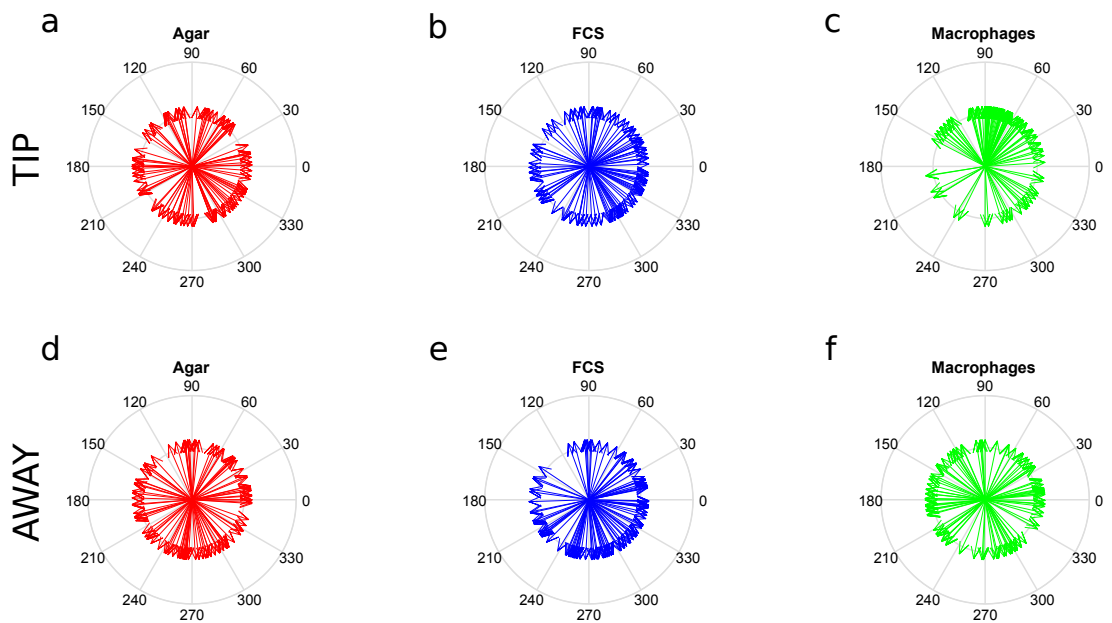 a b c
Agar FCS Macrophages
90 90 90
120 60 120 60 120 60
150 30 150 30 150 30
TIP
180 0 180 0 180 0
210 330 210 330 210 330
240 300 240 300 240 300
270 270 270
d e f
Agar FCS Macrophages
90 90 90
120 60 120 60 120 60
150 30 150 30 150 30
AWAY
180 0 180 0 180 0
210 330 210 330 210 330
240 300 240 300 240 300
270 270 270